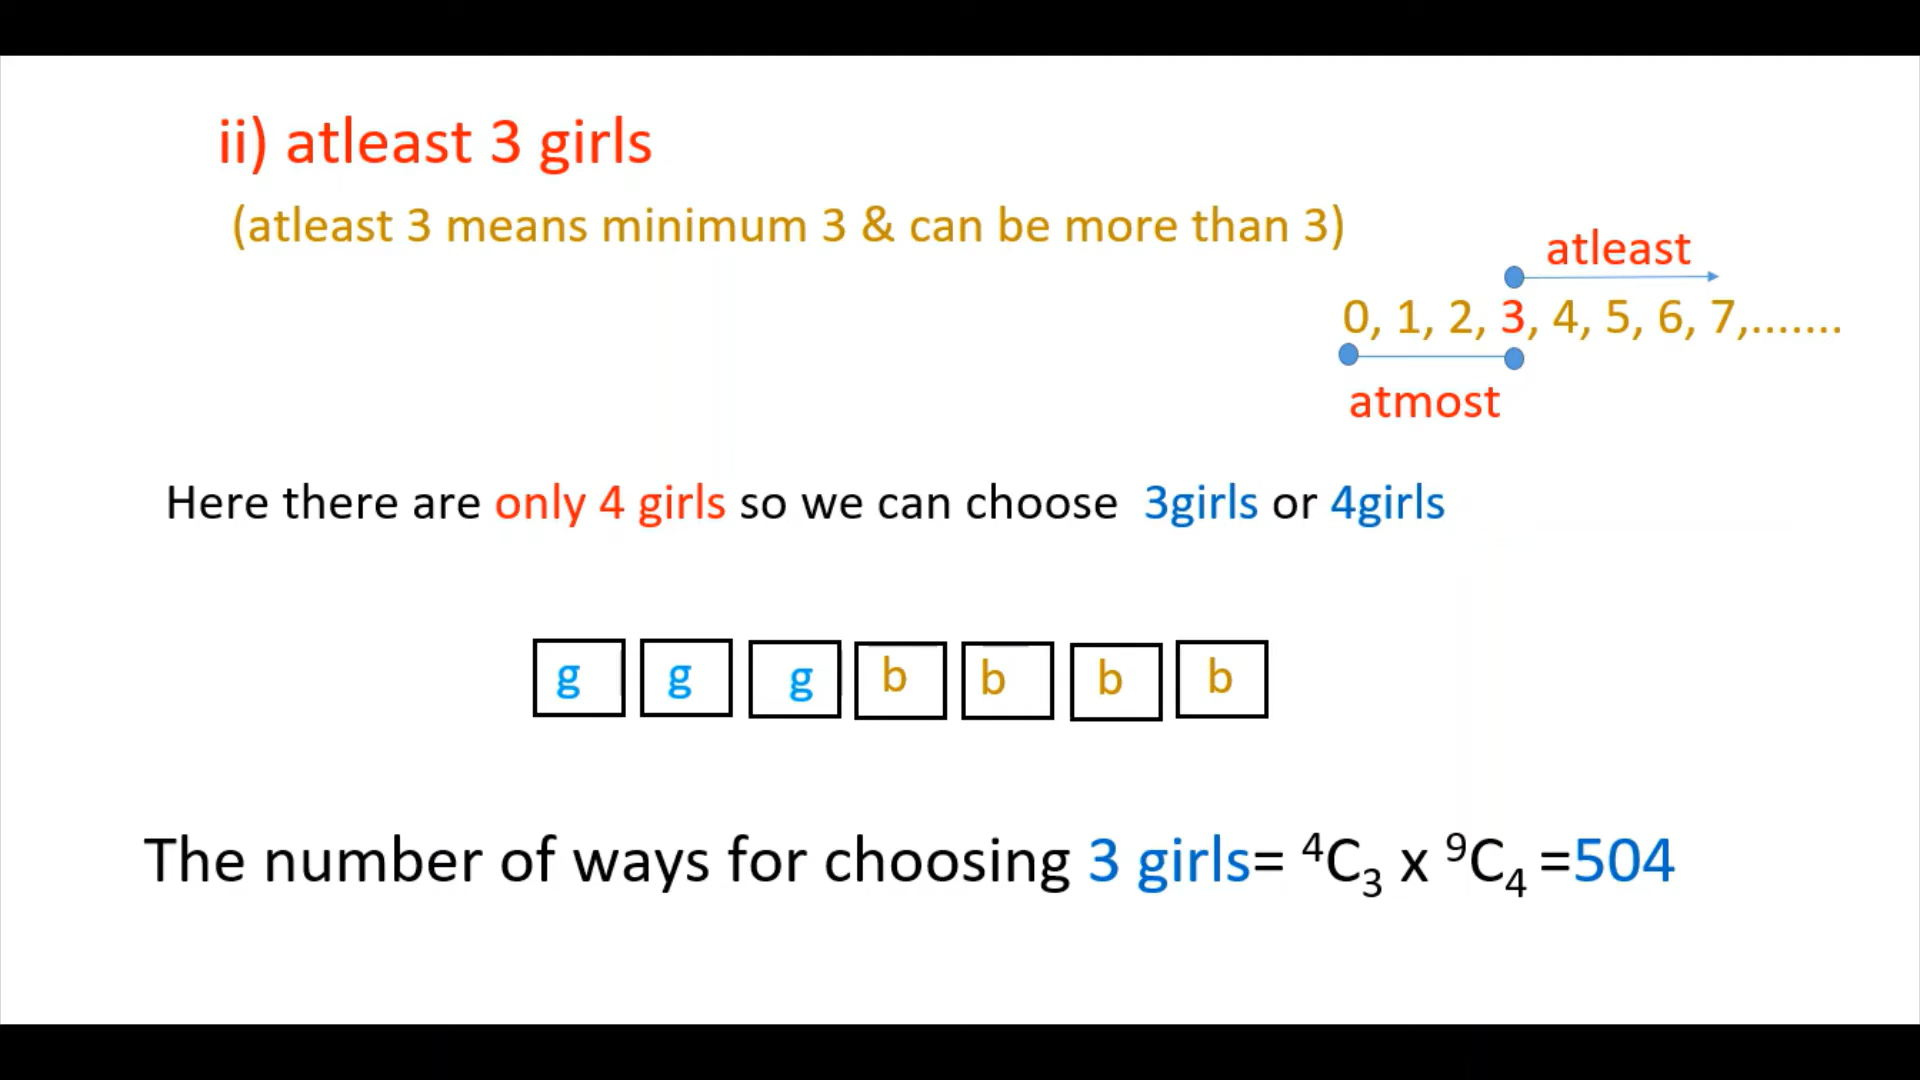 ii) atleast 3 girls
(atleast 3 means minimum 3 & can be more than 3)
atleast
0, 1, 2, 3, 4, 5, 6, 7,.......
atmost
Here there are only 4 girls so we can choose 3girls or 4girls
g g g b b b b
The number of ways for choosing 3 girls= ⁴C₃ x ⁹C₄ =504